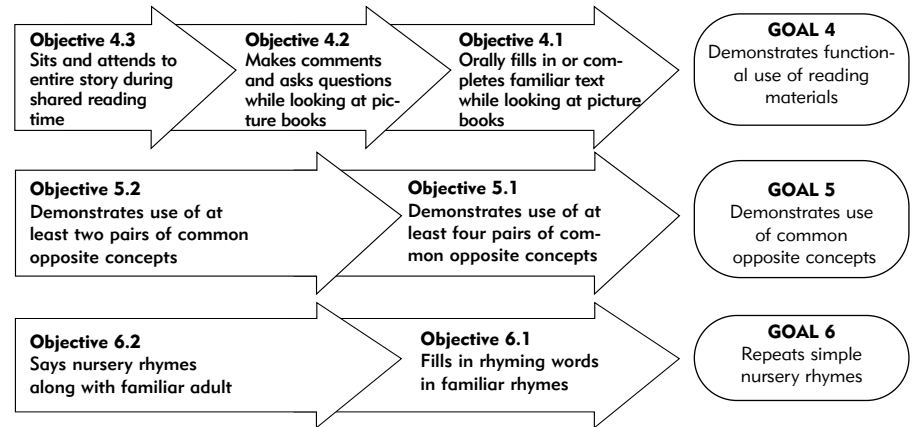 Objective 4.3
Sits and attends to
entire story during
shared reading
time
Objective 4.2
Makes comments
and asks questions
while looking at pic-
ture books
Objective 4.1
Orally fills in or com-
pletes familiar text
while looking at picture
books
GOAL 4
Demonstrates function-
al use of reading
materials
Objective 5.2
Demonstrates use of at
least two pairs of common
opposite concepts
Objective 5.1
Demonstrates use of at
least four pairs of com-
mon opposite concepts
GOAL 5
Demonstrates use
of common
opposite concepts
Objective 6.2
Says nursery rhymes
along with familiar adult
Objective 6.1
Fills in rhyming words
in familiar rhymes
GOAL 6
Repeats simple
nursery rhymes